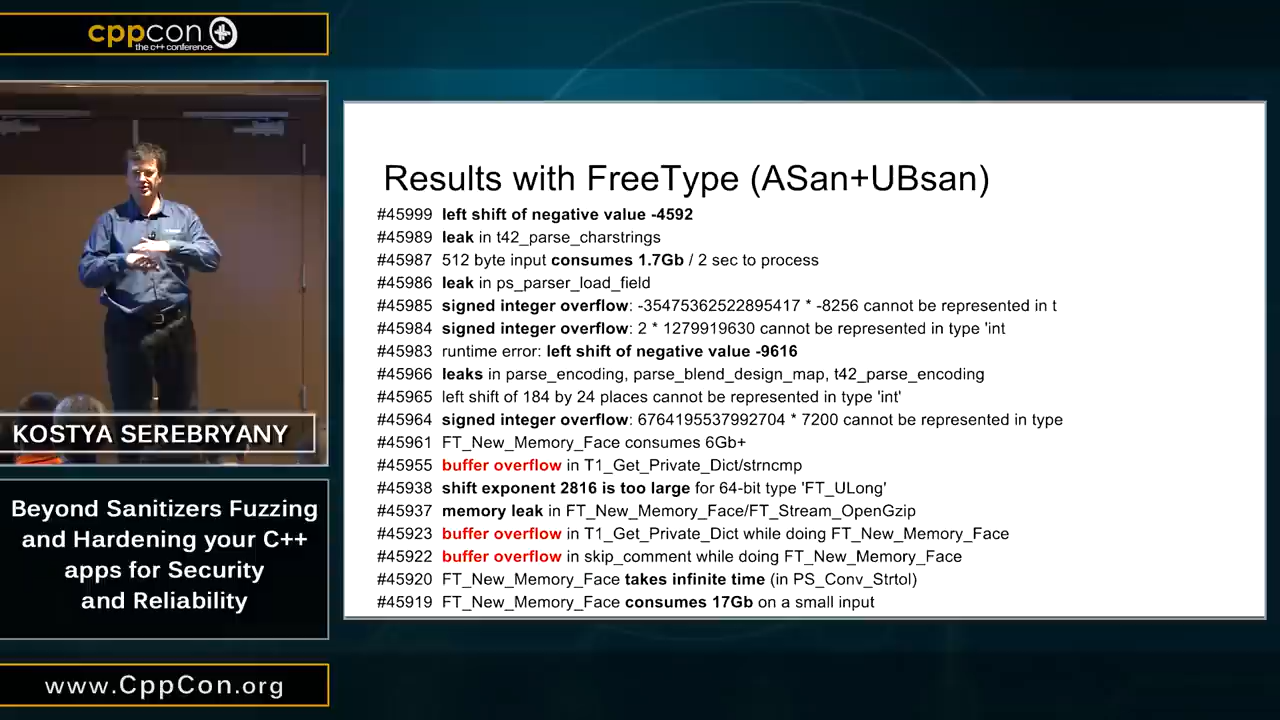 cppcon
the c++ conference
KOSTYA SEREBRYANY
Beyond Sanitizers Fuzzing
and Hardening your C++
apps for Security
and Reliability
www.CppCon.org
Results with FreeType (ASan+UBsan)
#45999 left shift of negative value -4592
#45989 leak in t42_parse_charstrings
#45987 512 byte input consumes 1.7Gb / 2 sec to process
#45986 leak in ps_parser_load_field
#45985 signed integer overflow: -35475362522895417 * -8256 cannot be represented in t
#45984 signed integer overflow: 2 * 1279919630 cannot be represented in type 'int
#45983 runtime error: left shift of negative value -9616
#45966 leaks in parse_encoding, parse_blend_design_map, t42_parse_encoding
#45965 left shift of 184 by 24 places cannot be represented in type 'int'
#45964 signed integer overflow: 6764195537992704 * 7200 cannot be represented in type
#45961 FT_New_Memory_Face consumes 6Gb+
#45955 buffer overflow in T1_Get_Private_Dict/strncmp
#45938 shift exponent 2816 is too large for 64-bit type 'FT_ULong'
#45937 memory leak in FT_New_Memory_Face/FT_Stream_OpenGzip
#45923 buffer overflow in T1_Get_Private_Dict while doing FT_New_Memory_Face
#45922 buffer overflow in skip_comment while doing FT_New_Memory_Face
#45920 FT_New_Memory_Face takes infinite time (in PS_Conv_Strtol)
#45919 FT_New_Memory_Face consumes 17Gb on a small input